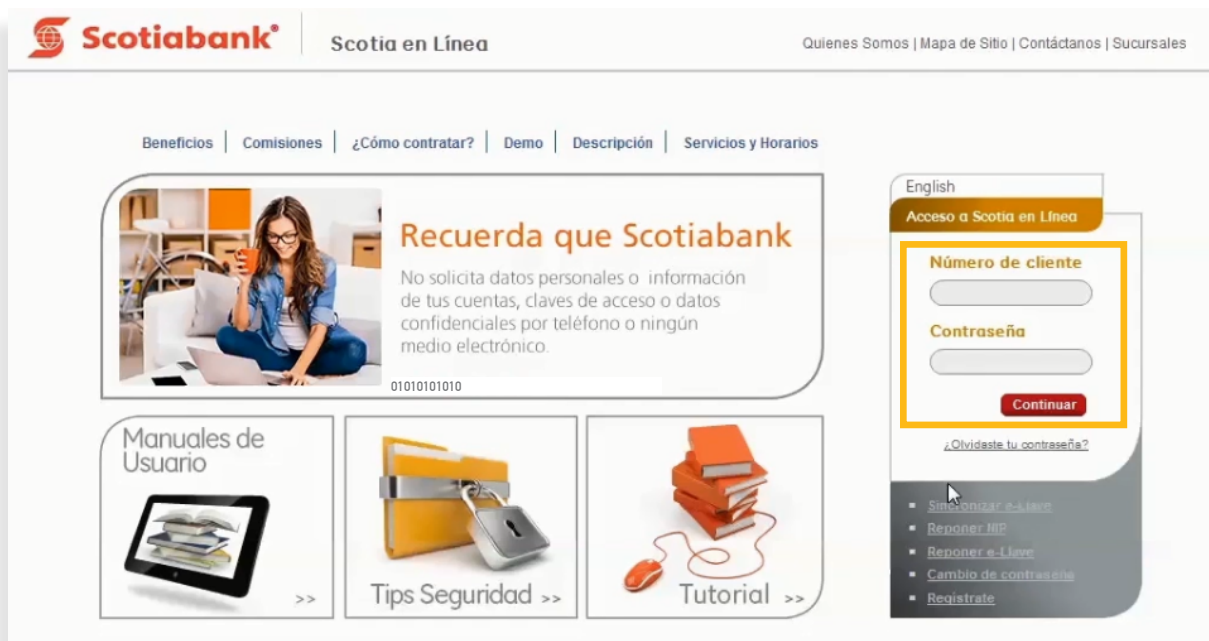 Scotiabank®
Scotia en Línea
Quienes Somos | Mapa de Sitio | Contáctanos | Sucursales
Beneficios | Comisiones | ¿Cómo contratar? | Demo | Descripción | Servicios y Horarios
Recuerda que Scotiabank
No solicita datos personales o información
de tus cuentas, claves de acceso o datos
confidenciales por teléfono o ningún
medio electrónico.
01010101010
English
Acceso a Scotia en Línea
Número de cliente
Contraseña
Continuar
¿Olvidaste tu contraseña?
Sincronizar e-Llave
Reponer NIP
Reponer e-Llave
Cambio de contraseña
Registrate
Manuales de
Usuario
>>
Tips Seguridad >>
Tutorial >>